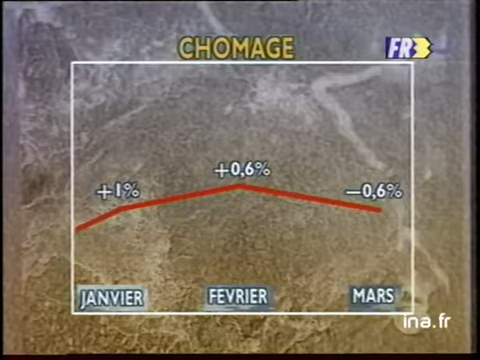 CHOMAGE
FR3
+1%
+0,6%
−0,6%
JANVIER
FEVRIER
MARS
ina.fr